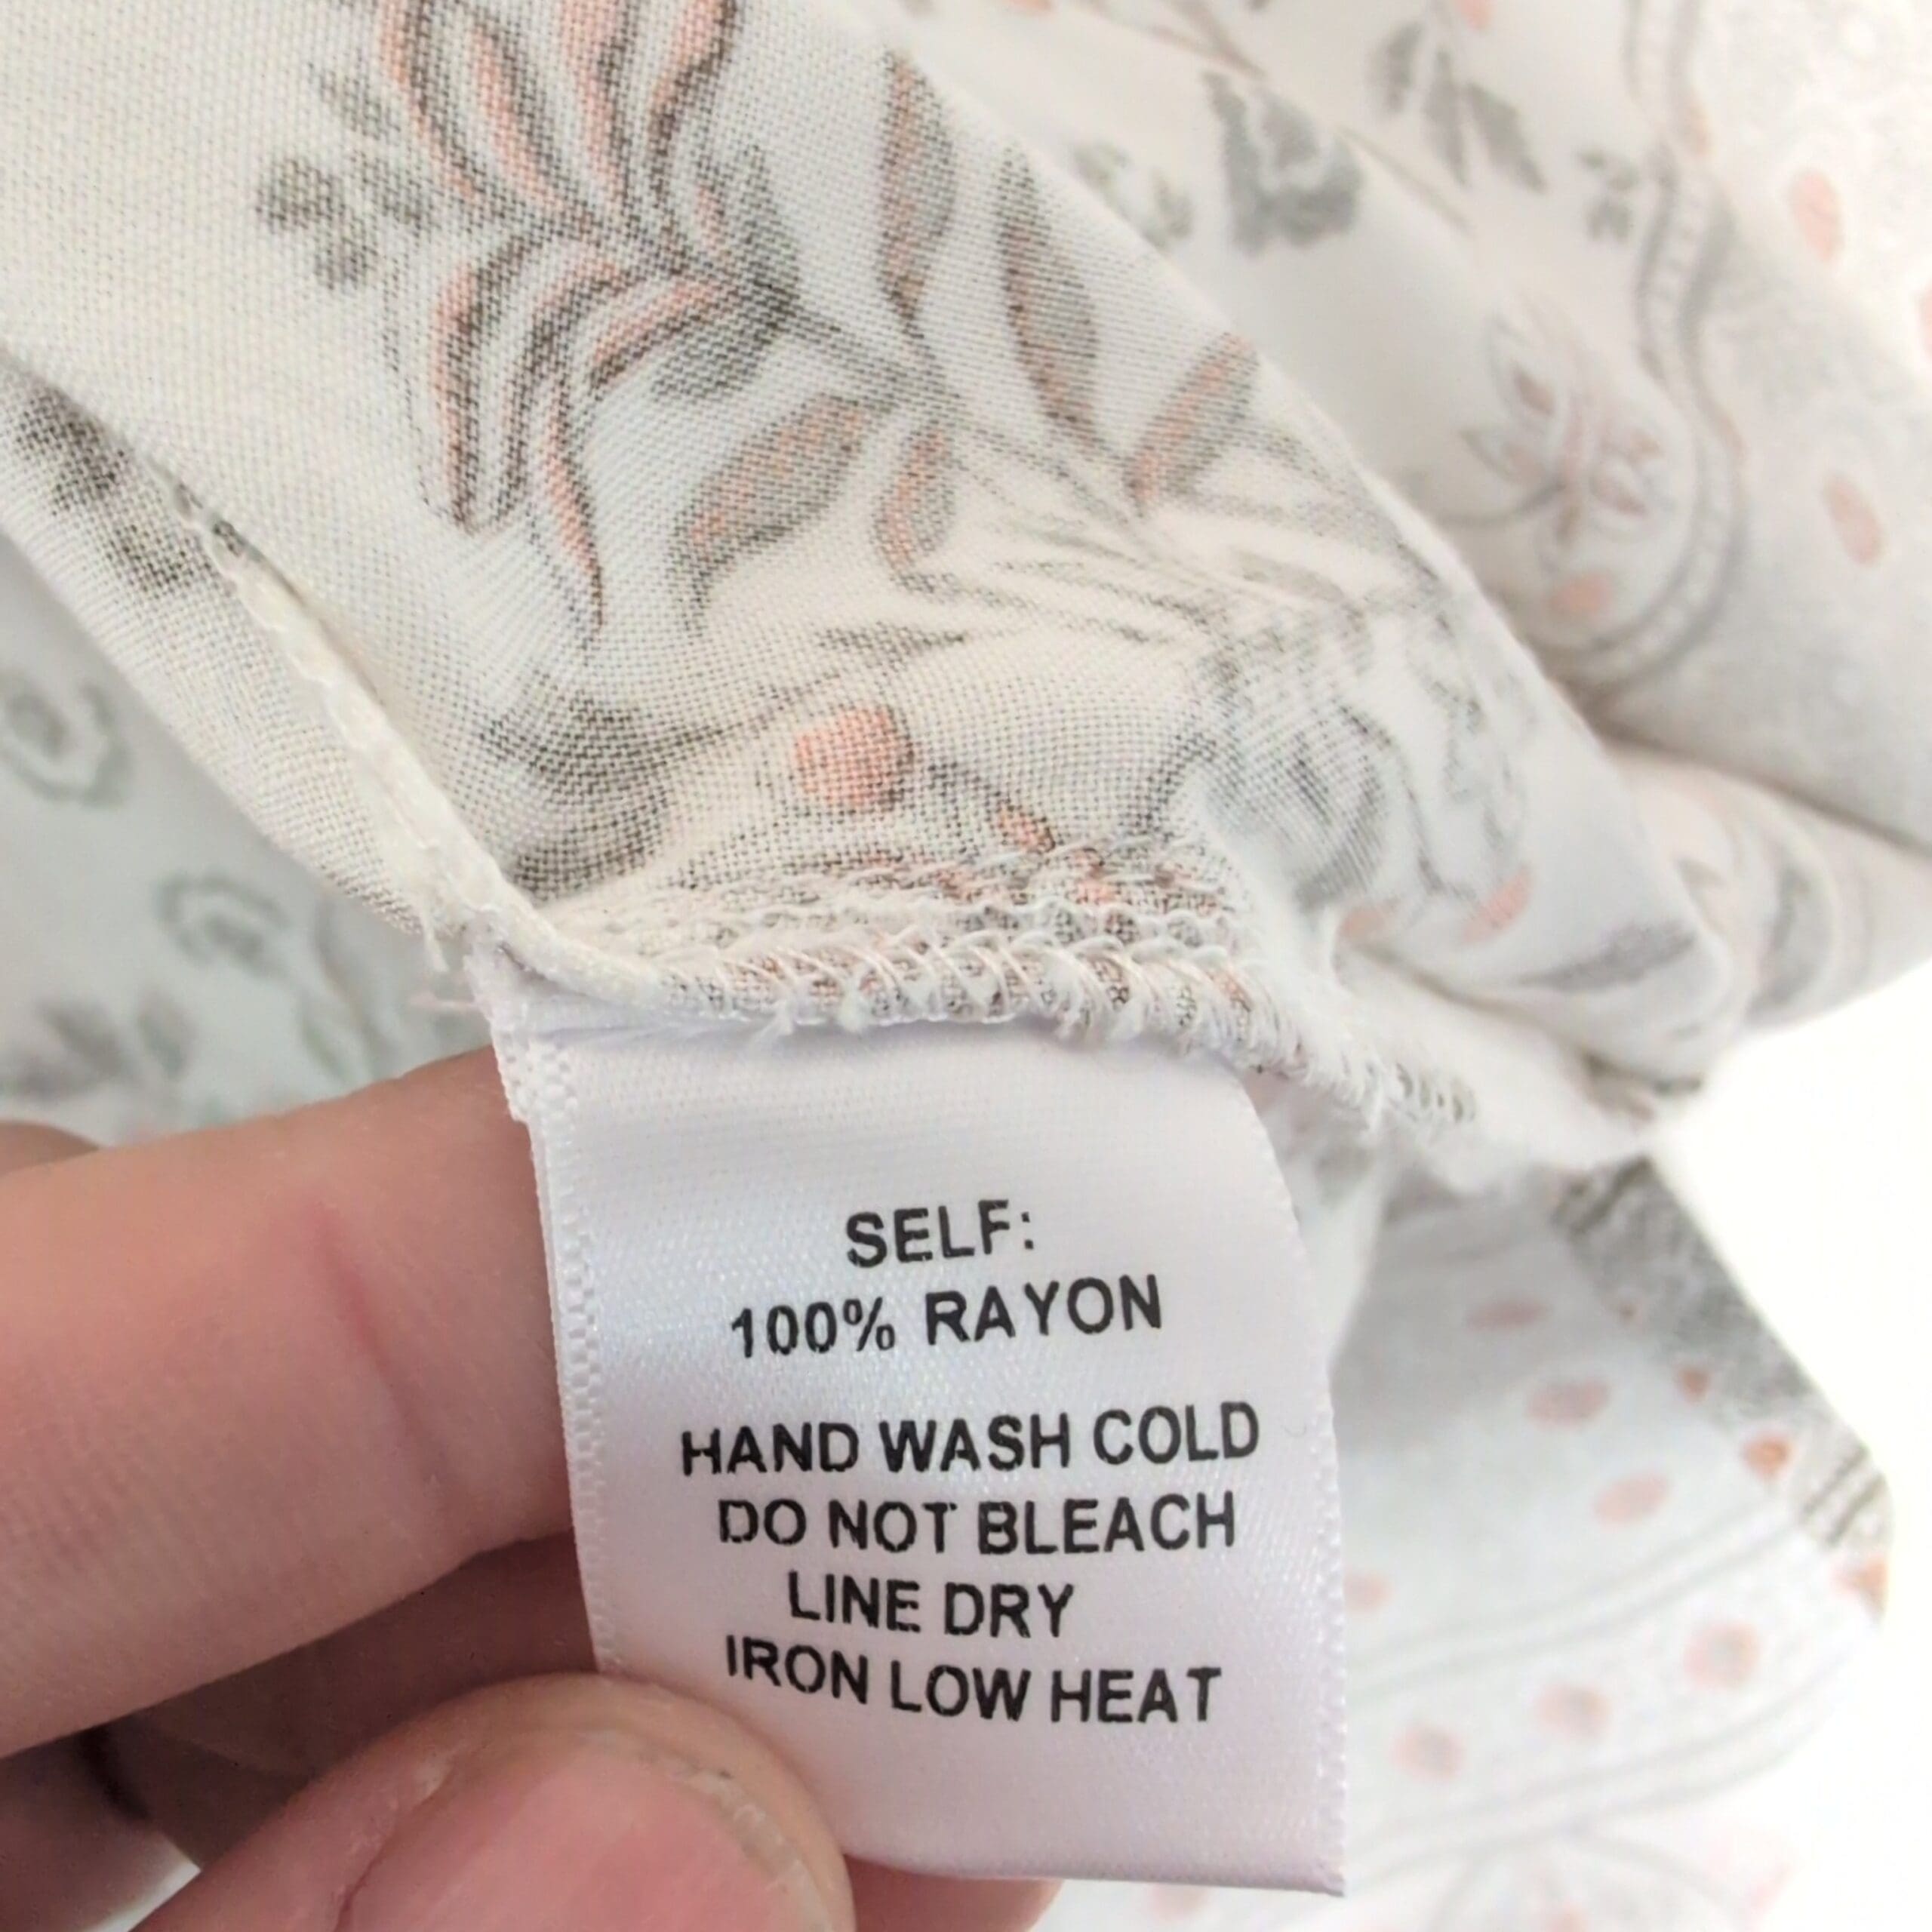 SELF:
100% RAYON
HAND WASH COLD
DO NOT BLEACH
LINE DRY
IRON LOW HEAT